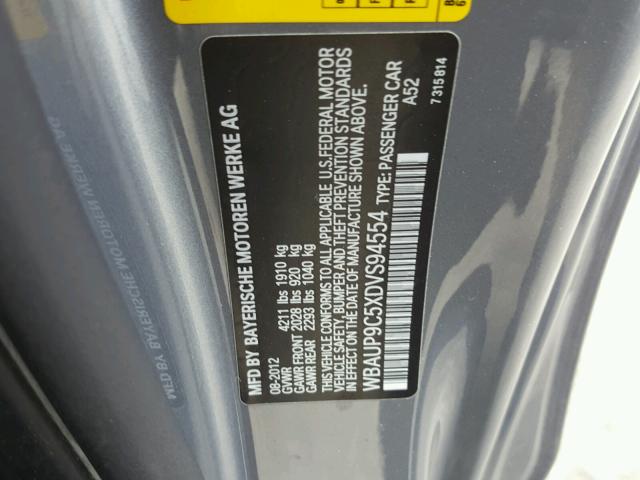 MFD BY BAYERISCHE MOTOREN WERKE AG
08-2012
GVWR 4211 lbs 1910 kg
GAWR FRONT 2028 lbs 920 kg
GAWR REAR 2293 lbs 1040 kg
THIS VEHICLE CONFORMS TO ALL APPLICABLE U.S. FEDERAL MOTOR
VEHICLE SAFETY, BUMPER AND THEFT PREVENTION STANDARDS
IN EFFECT ON THE DATE OF MANUFACTURE SHOWN ABOVE.
WBAUP9C5XDVS94554 TYPE: PASSENGER CAR
A52
7 315 814